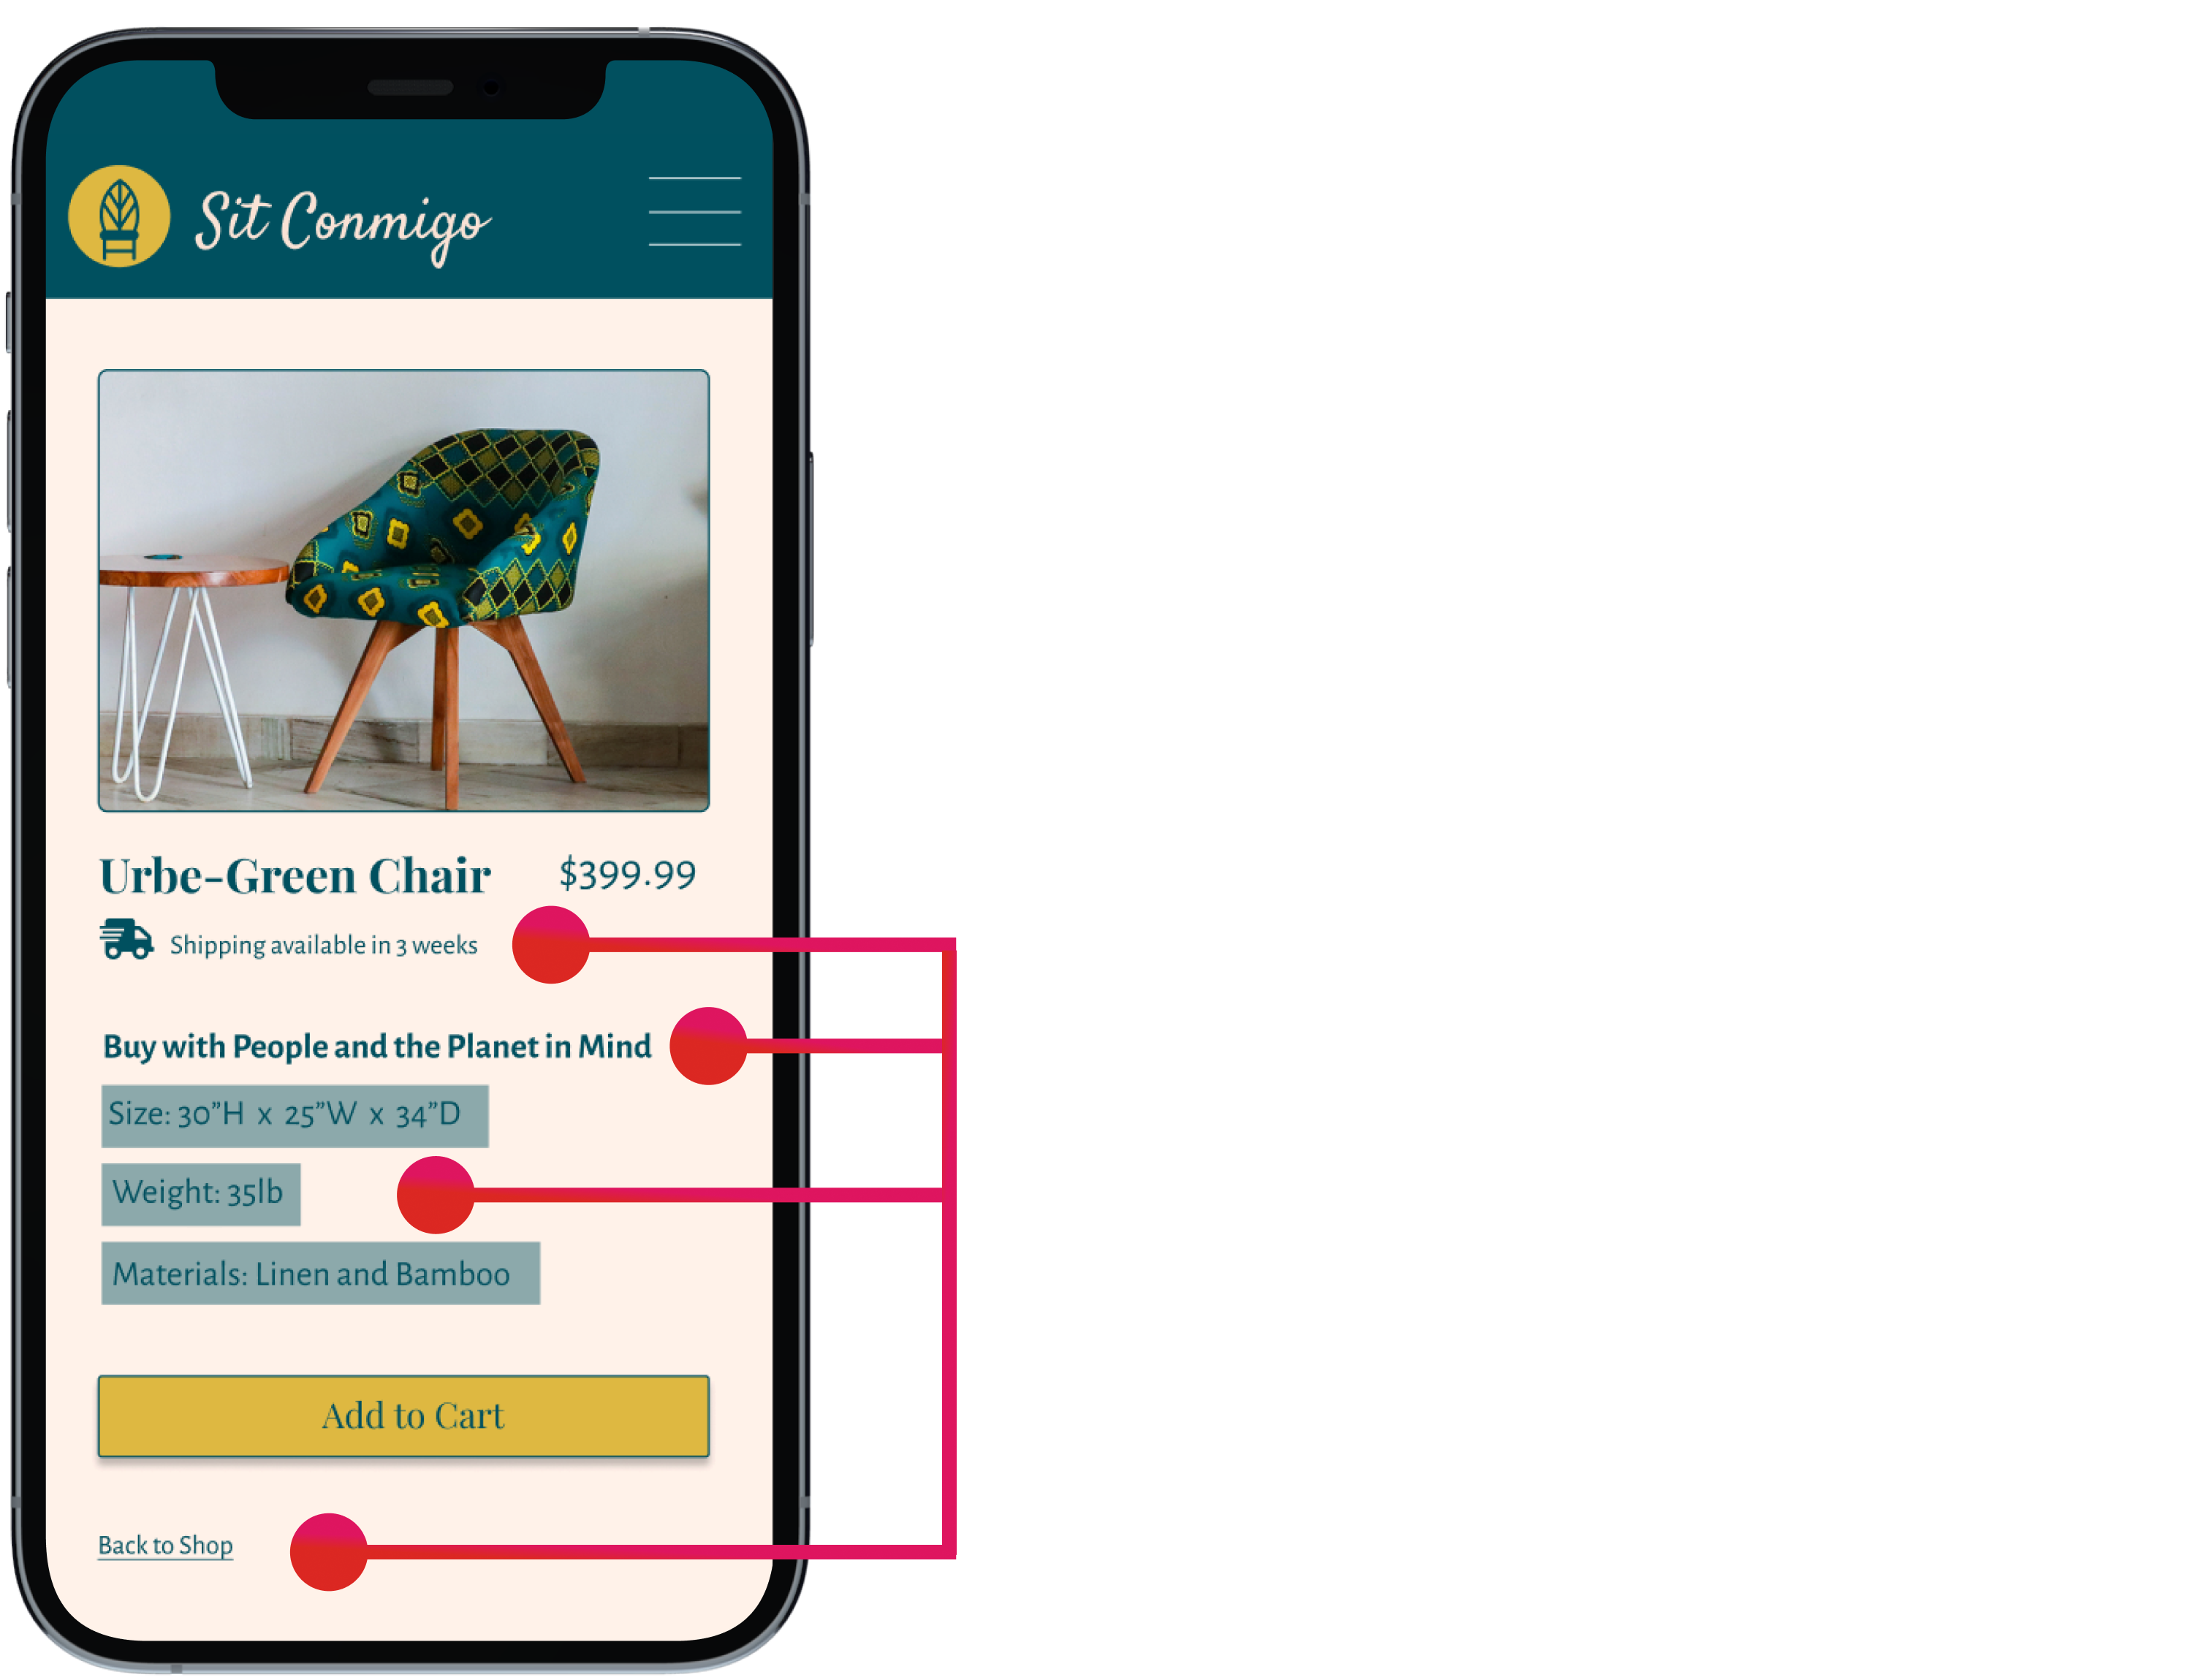 Sit Conmigo
Urbe-Green Chair $399.99
Shipping available in 3 weeks
Buy with People and the Planet in Mind
Size: 30”H x 25”W x 34”D
Weight: 35lb
Materials: Linen and Bamboo
Add to Cart
Back to Shop